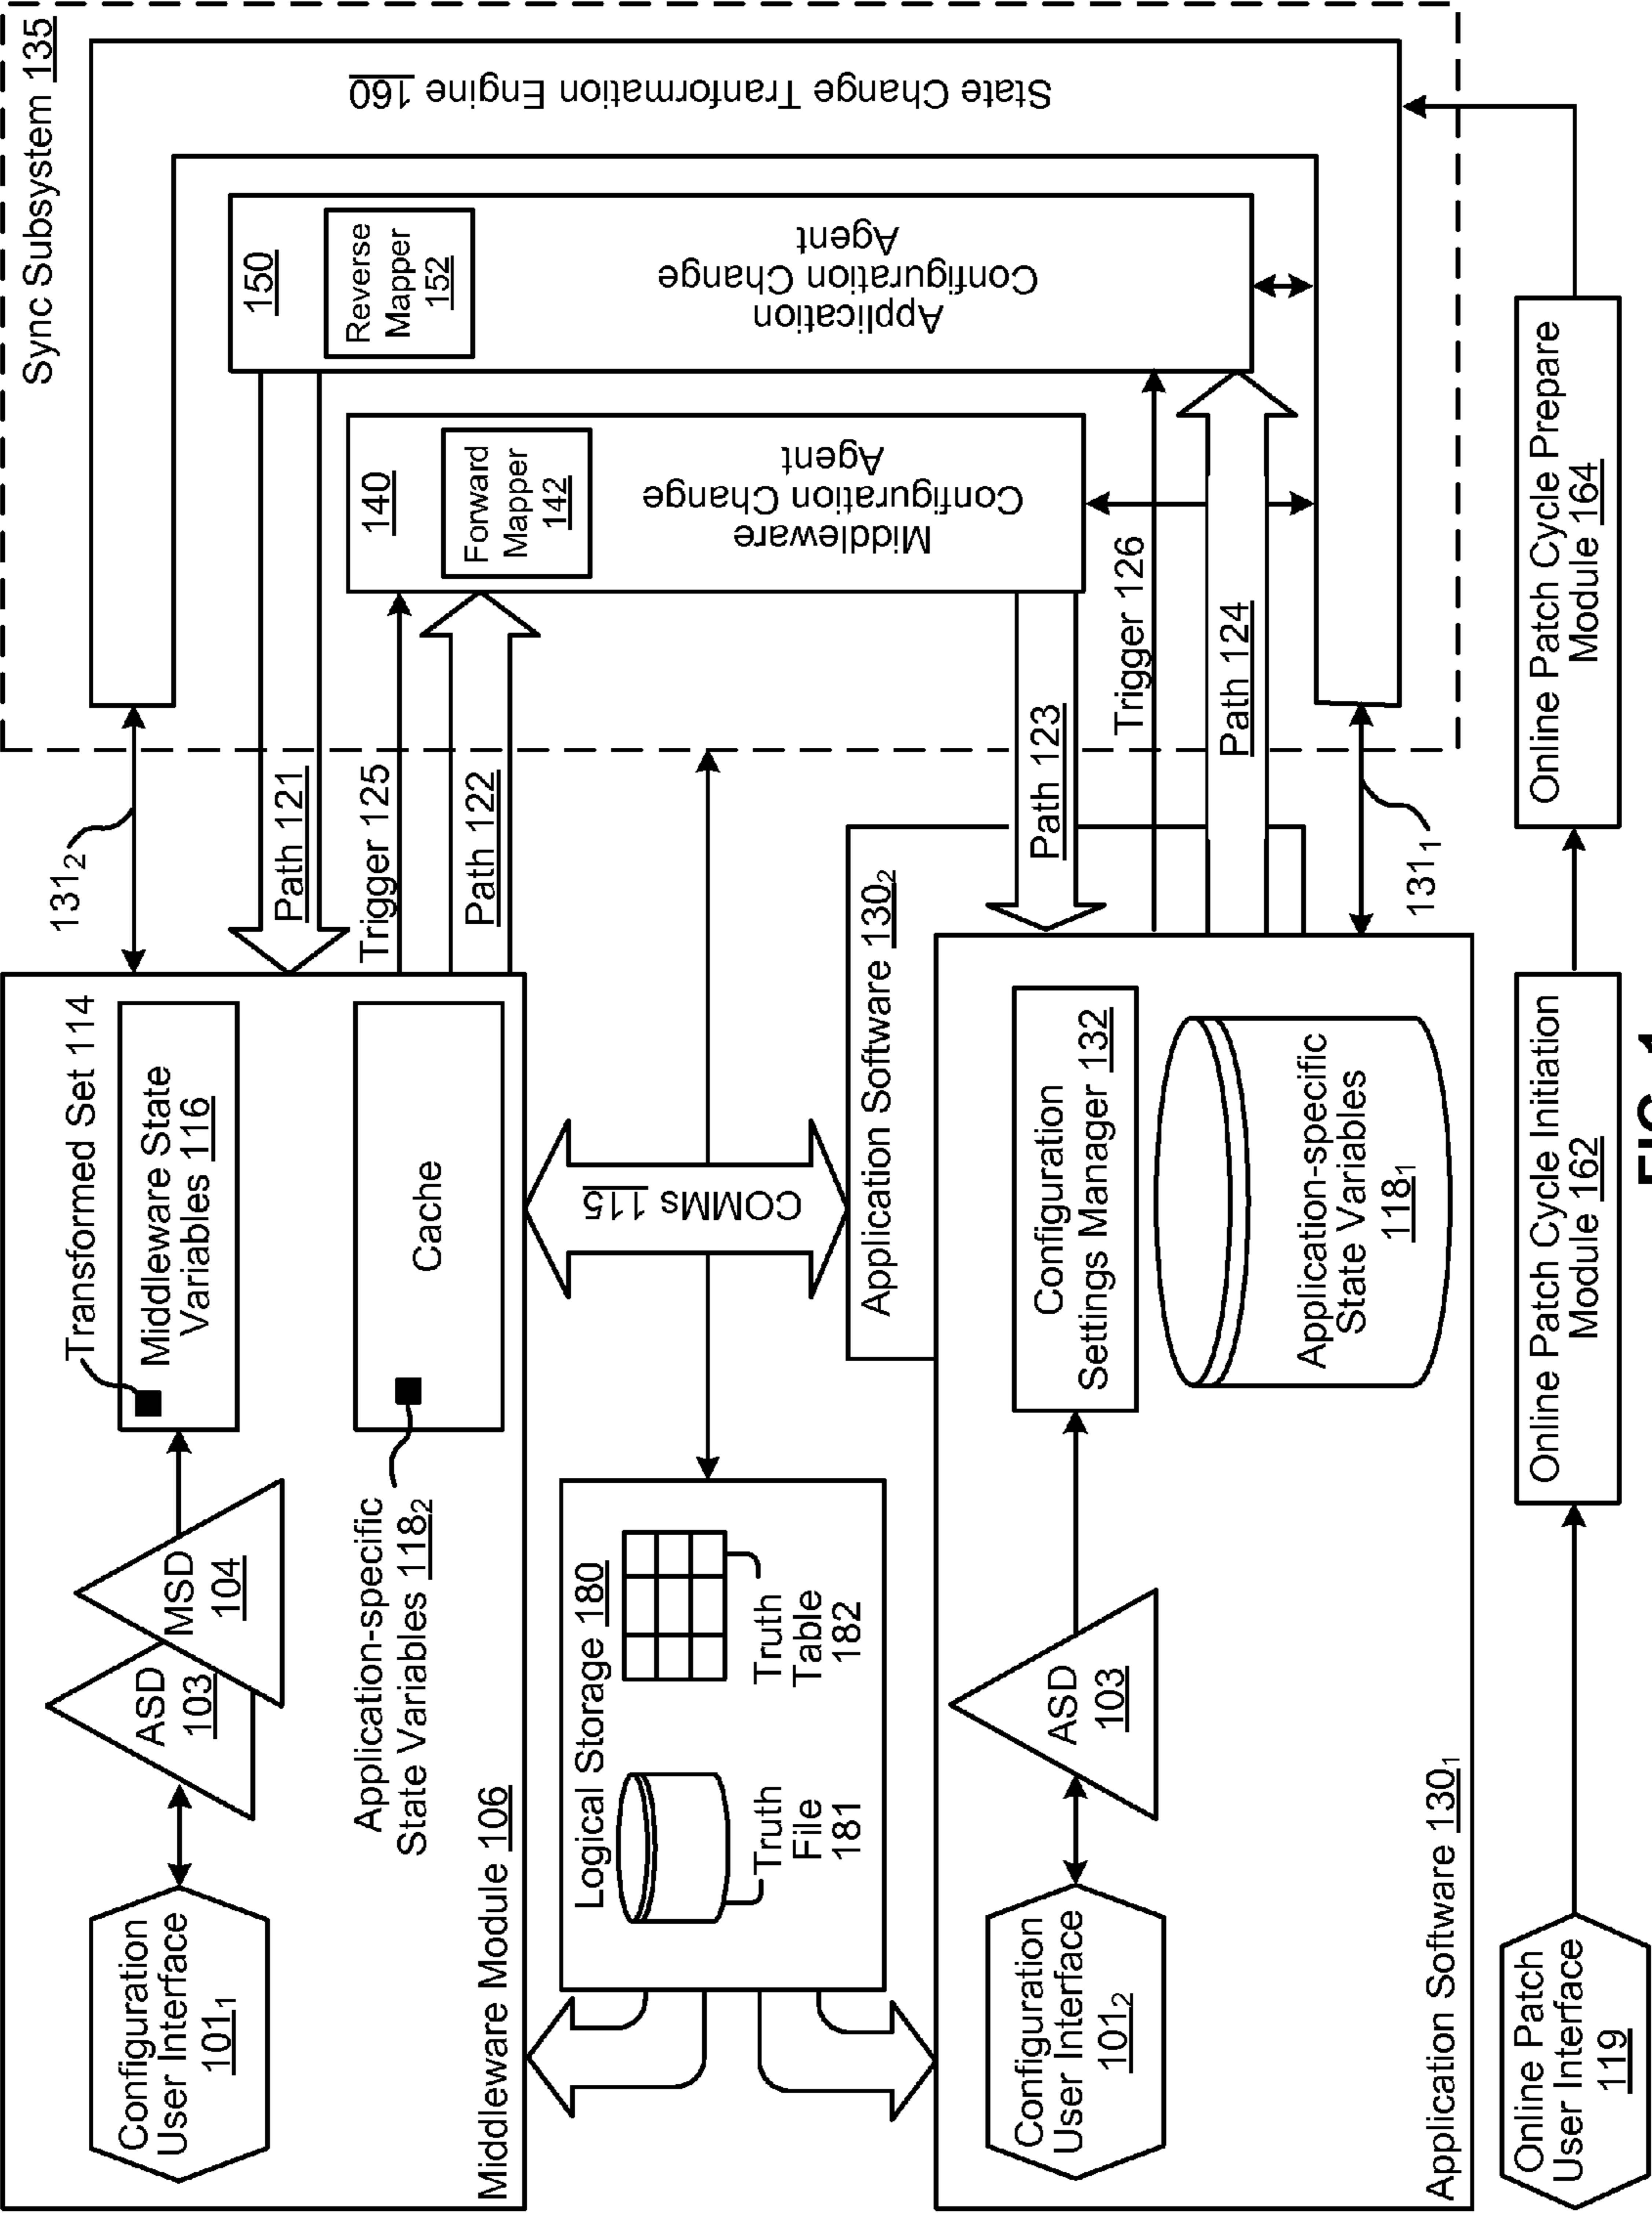 Configuration
User Interface
101₁
ASD
103
MSD
104
Transformed Set 114
Middleware State
Variables 116
Application-specific
State Variables 118₂
Cache
Middleware Module 106
131₂
Path 121
Trigger 125
Path 122
Sync Subsystem 135
State Change Tranformation Engine 160
150
Reverse
Mapper
152
Application
Configuration Change
Agent
140
Forward
Mapper
142
Middleware
Configuration Change
Agent
Logical Storage 180
Truth
File
181
Truth
Table
182
COMMs 115
Application Software 130₂
Path 123
Trigger 126
Path 124
131₁
Configuration
User Interface
101₂
ASD
103
Configuration
Settings Manager 132
Application-specific
State Variables
118₁
Application Software 130₁
Online Patch
User Interface
119
Online Patch Cycle Initiation
Module 162
Online Patch Cycle Prepare
Module 164